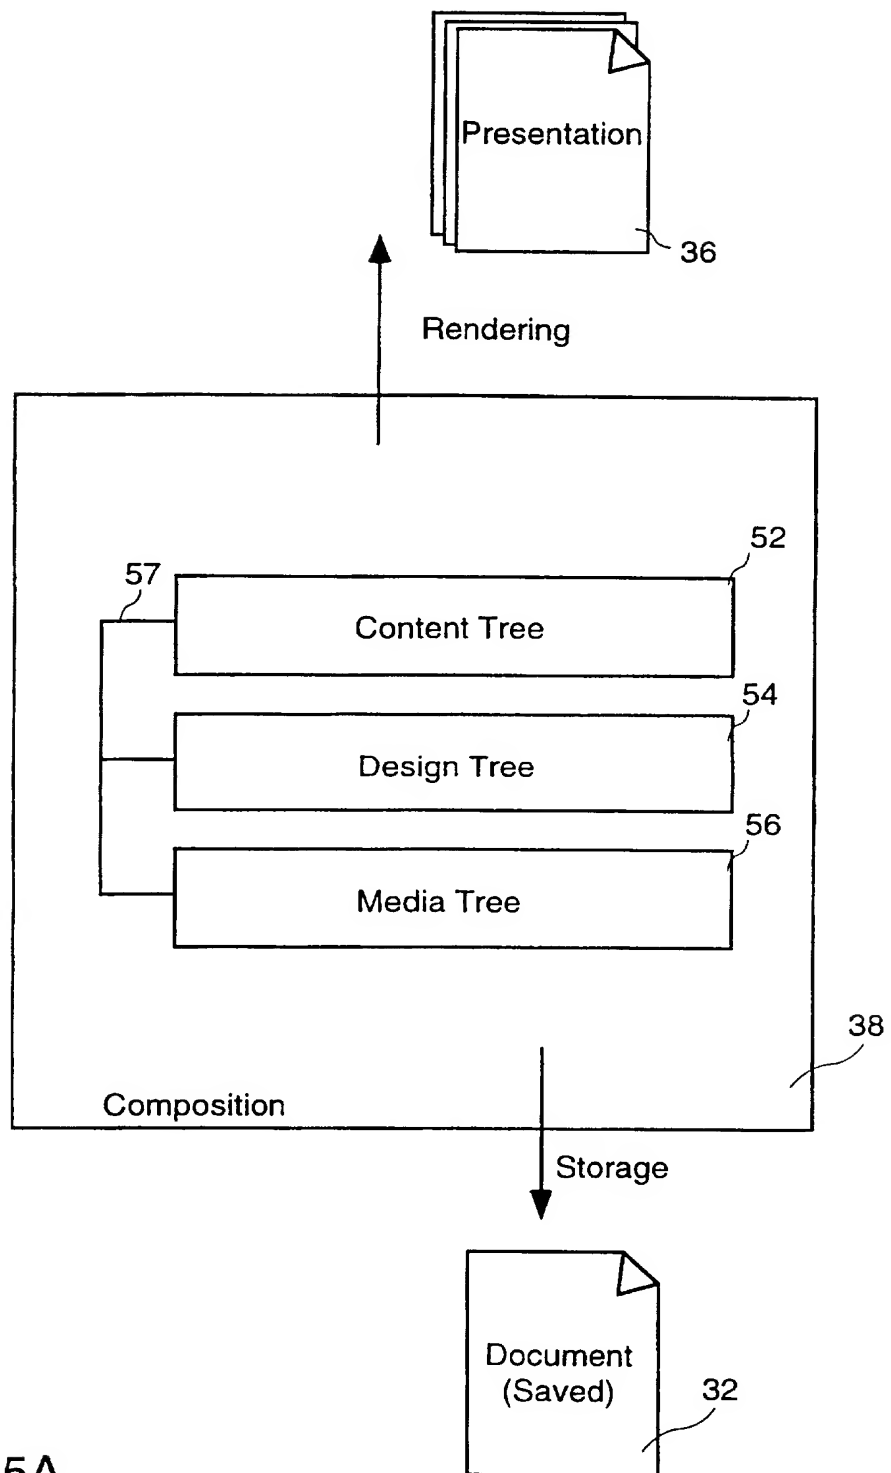 Presentation
36
Rendering
52
57
Content Tree
54
Design Tree
56
Media Tree
38
Composition
Storage
Document
(Saved)
32
5A